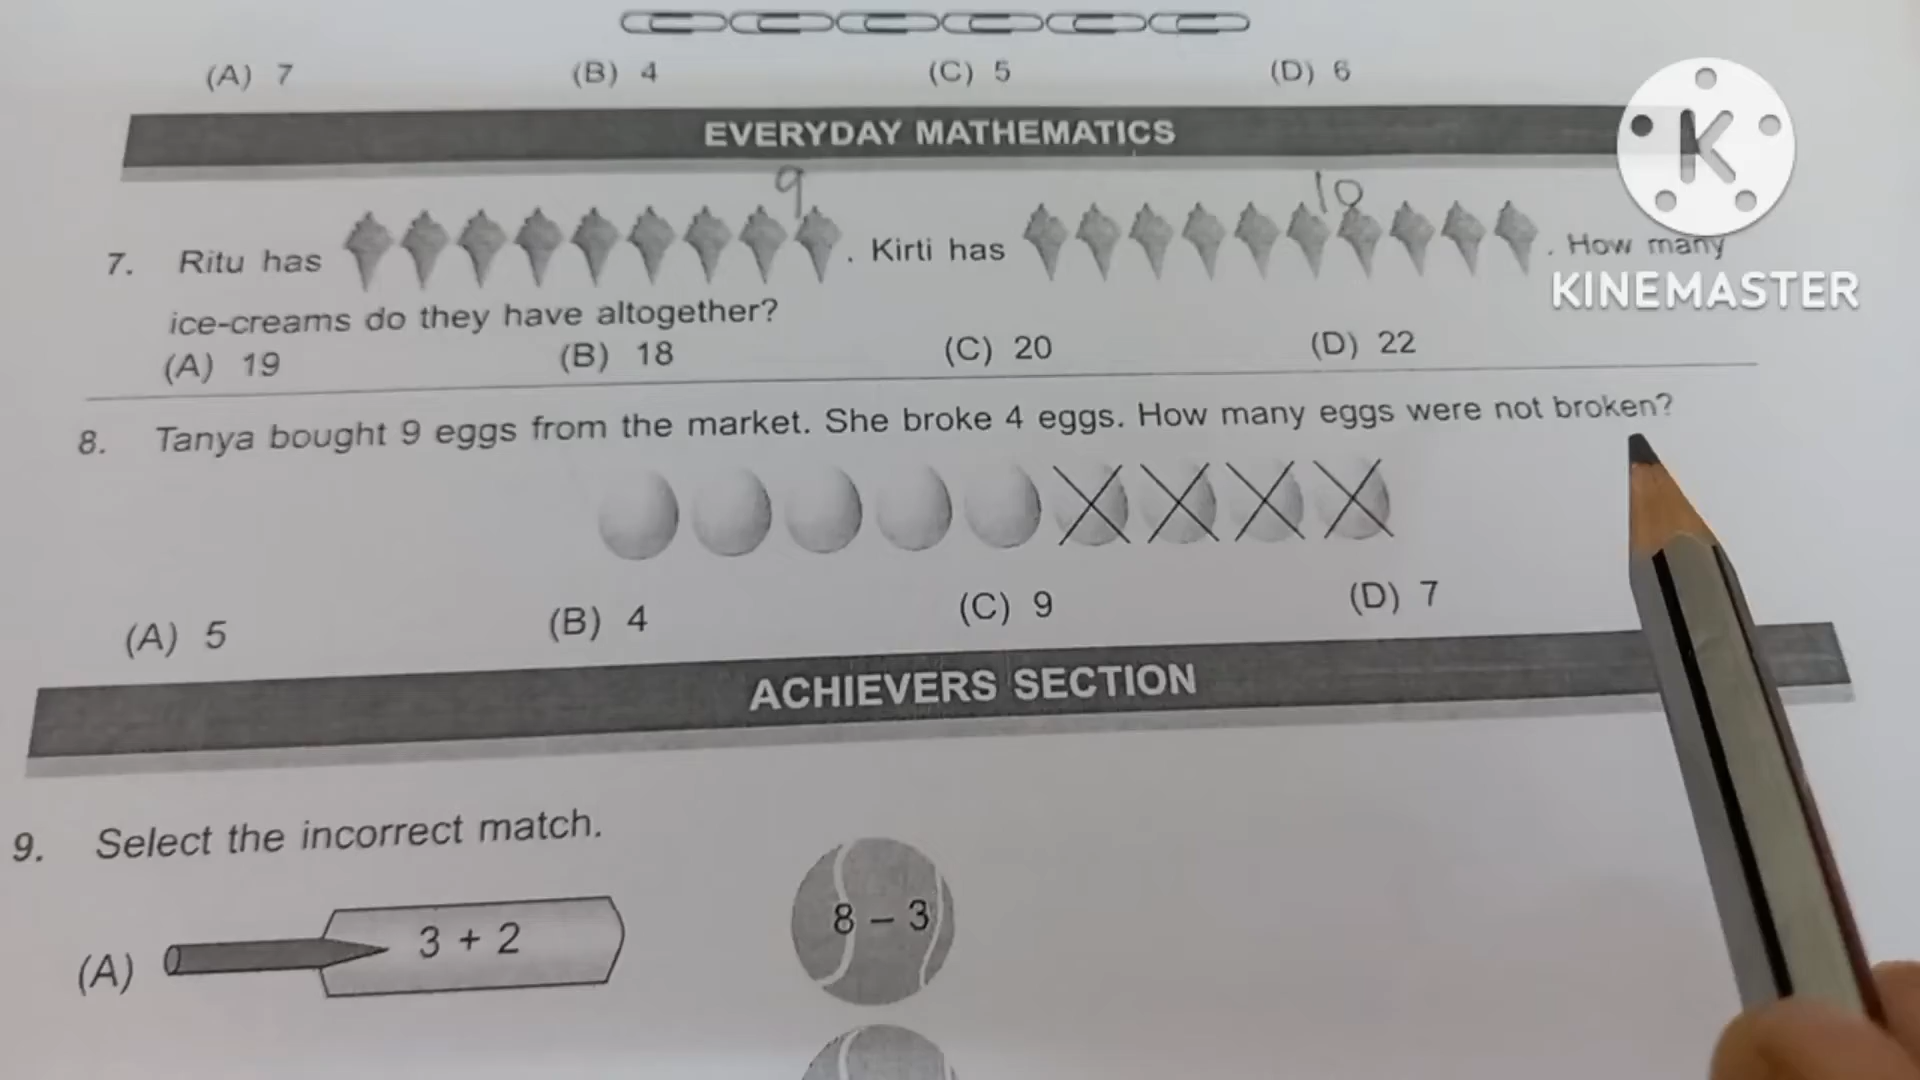 (A) 7 (B) 4 (C) 5 (D) 6
EVERYDAY MATHEMATICS
9 10
7. Ritu has . Kirti has . How many
ice-creams do they have altogether?
(A) 19 (B) 18 (C) 20 (D) 22
8. Tanya bought 9 eggs from the market. She broke 4 eggs. How many eggs were not broken?
(A) 5 (B) 4 (C) 9 (D) 7
ACHIEVERS SECTION
9. Select the incorrect match.
(A) 3 + 2 8 – 3
K
KINEMASTER